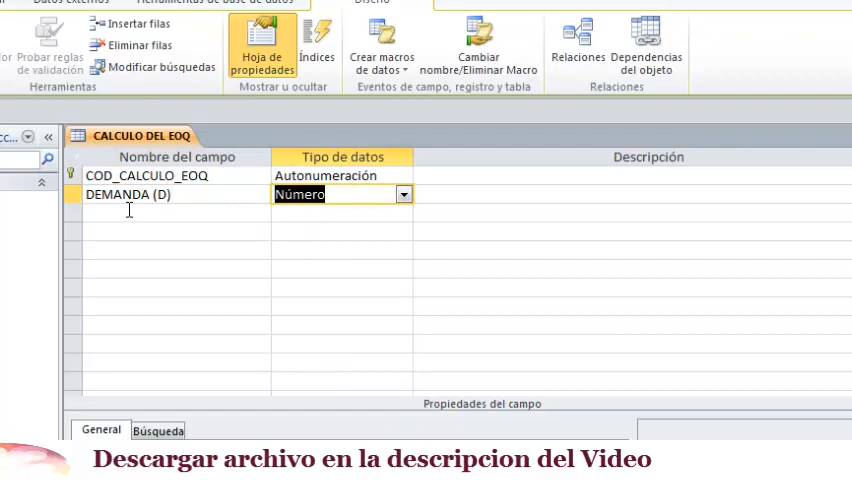 Datos externos Herramientas de base de datos Diseño
Insertar filas
Eliminar filas
Modificar búsquedas
Probar reglas
de validación
Hoja de
propiedades
Índices
Crear macros
de datos
Cambiar
nombre/Eliminar Macro
Relaciones
Dependencias
del objeto
Herramientas Mostrar u ocultar Eventos de campo, registro y tabla Relaciones
CALCULO DEL EOQ
Nombre del campo Tipo de datos Descripción
COD_CALCULO_EOQ Autonumeración
DEMANDA (D) Número
Propiedades del campo
General Búsqueda
Descargar archivo en la descripcion del Video